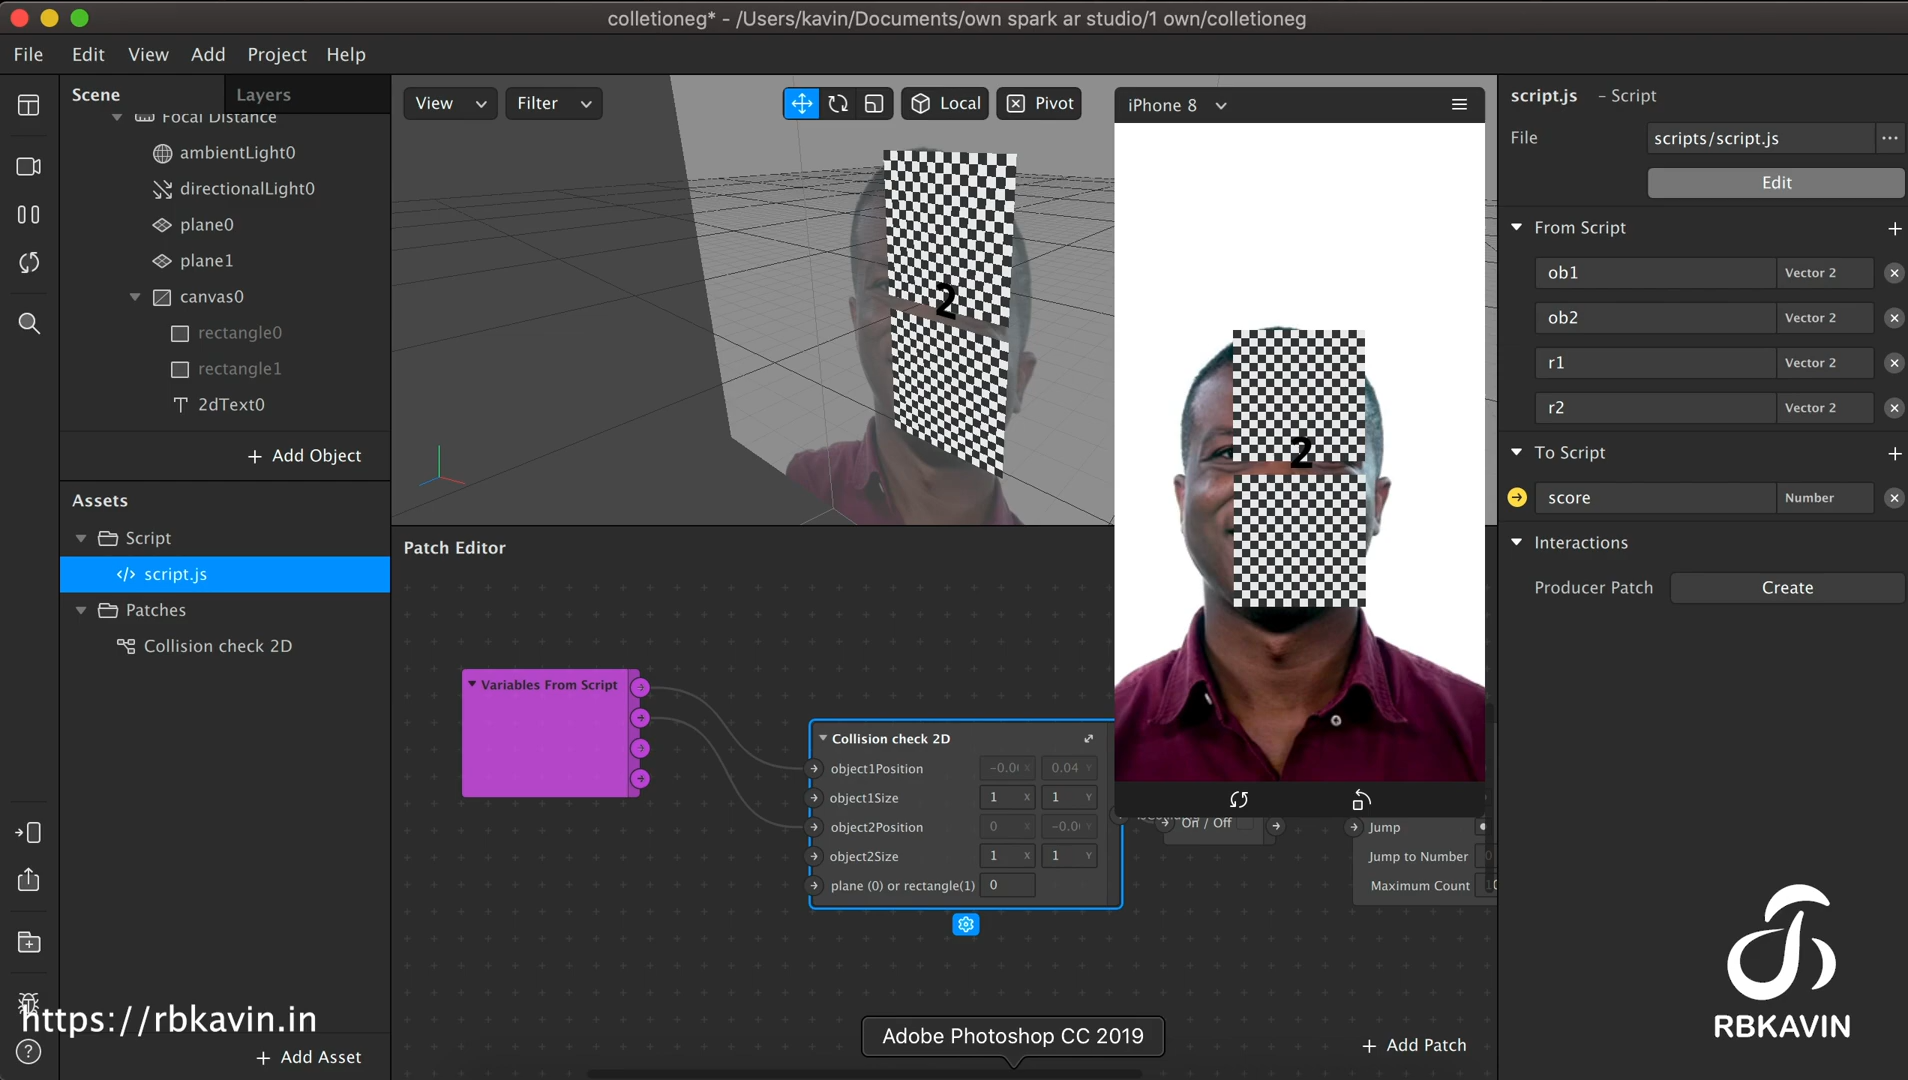 colletioneg* - /Users/kavin/Documents/own spark ar studio/1 own/colletioneg
File Edit View Add Project Help
Scene Layers
Focal Distance
ambientLight0
directionalLight0
plane0
plane1
canvas0
rectangle0
rectangle1
2dText0
+ Add Object
Assets
Script
script.js
Patches
Collision check 2D
+ Add Asset
View Filter Local Pivot
2
iPhone 8
2
Patch Editor
Variables From Script
Collision check 2D
object1Position X 0.04 Y
object1Size 1 X 1 Y
object2Position 0 X Y
object2Size 1 X 1 Y
plane (0) or rectangle(1) 0
On / Off
Jump
Jump to Number
Maximum Count
+ Add Patch
Adobe Photoshop CC 2019
script.js - Script
File scripts/script.js ...
Edit
From Script +
ob1 Vector 2
ob2 Vector 2
r1 Vector 2
r2 Vector 2
To Script +
score Number
Interactions
Producer Patch Create
https://rbkavin.in
RBKAVIN